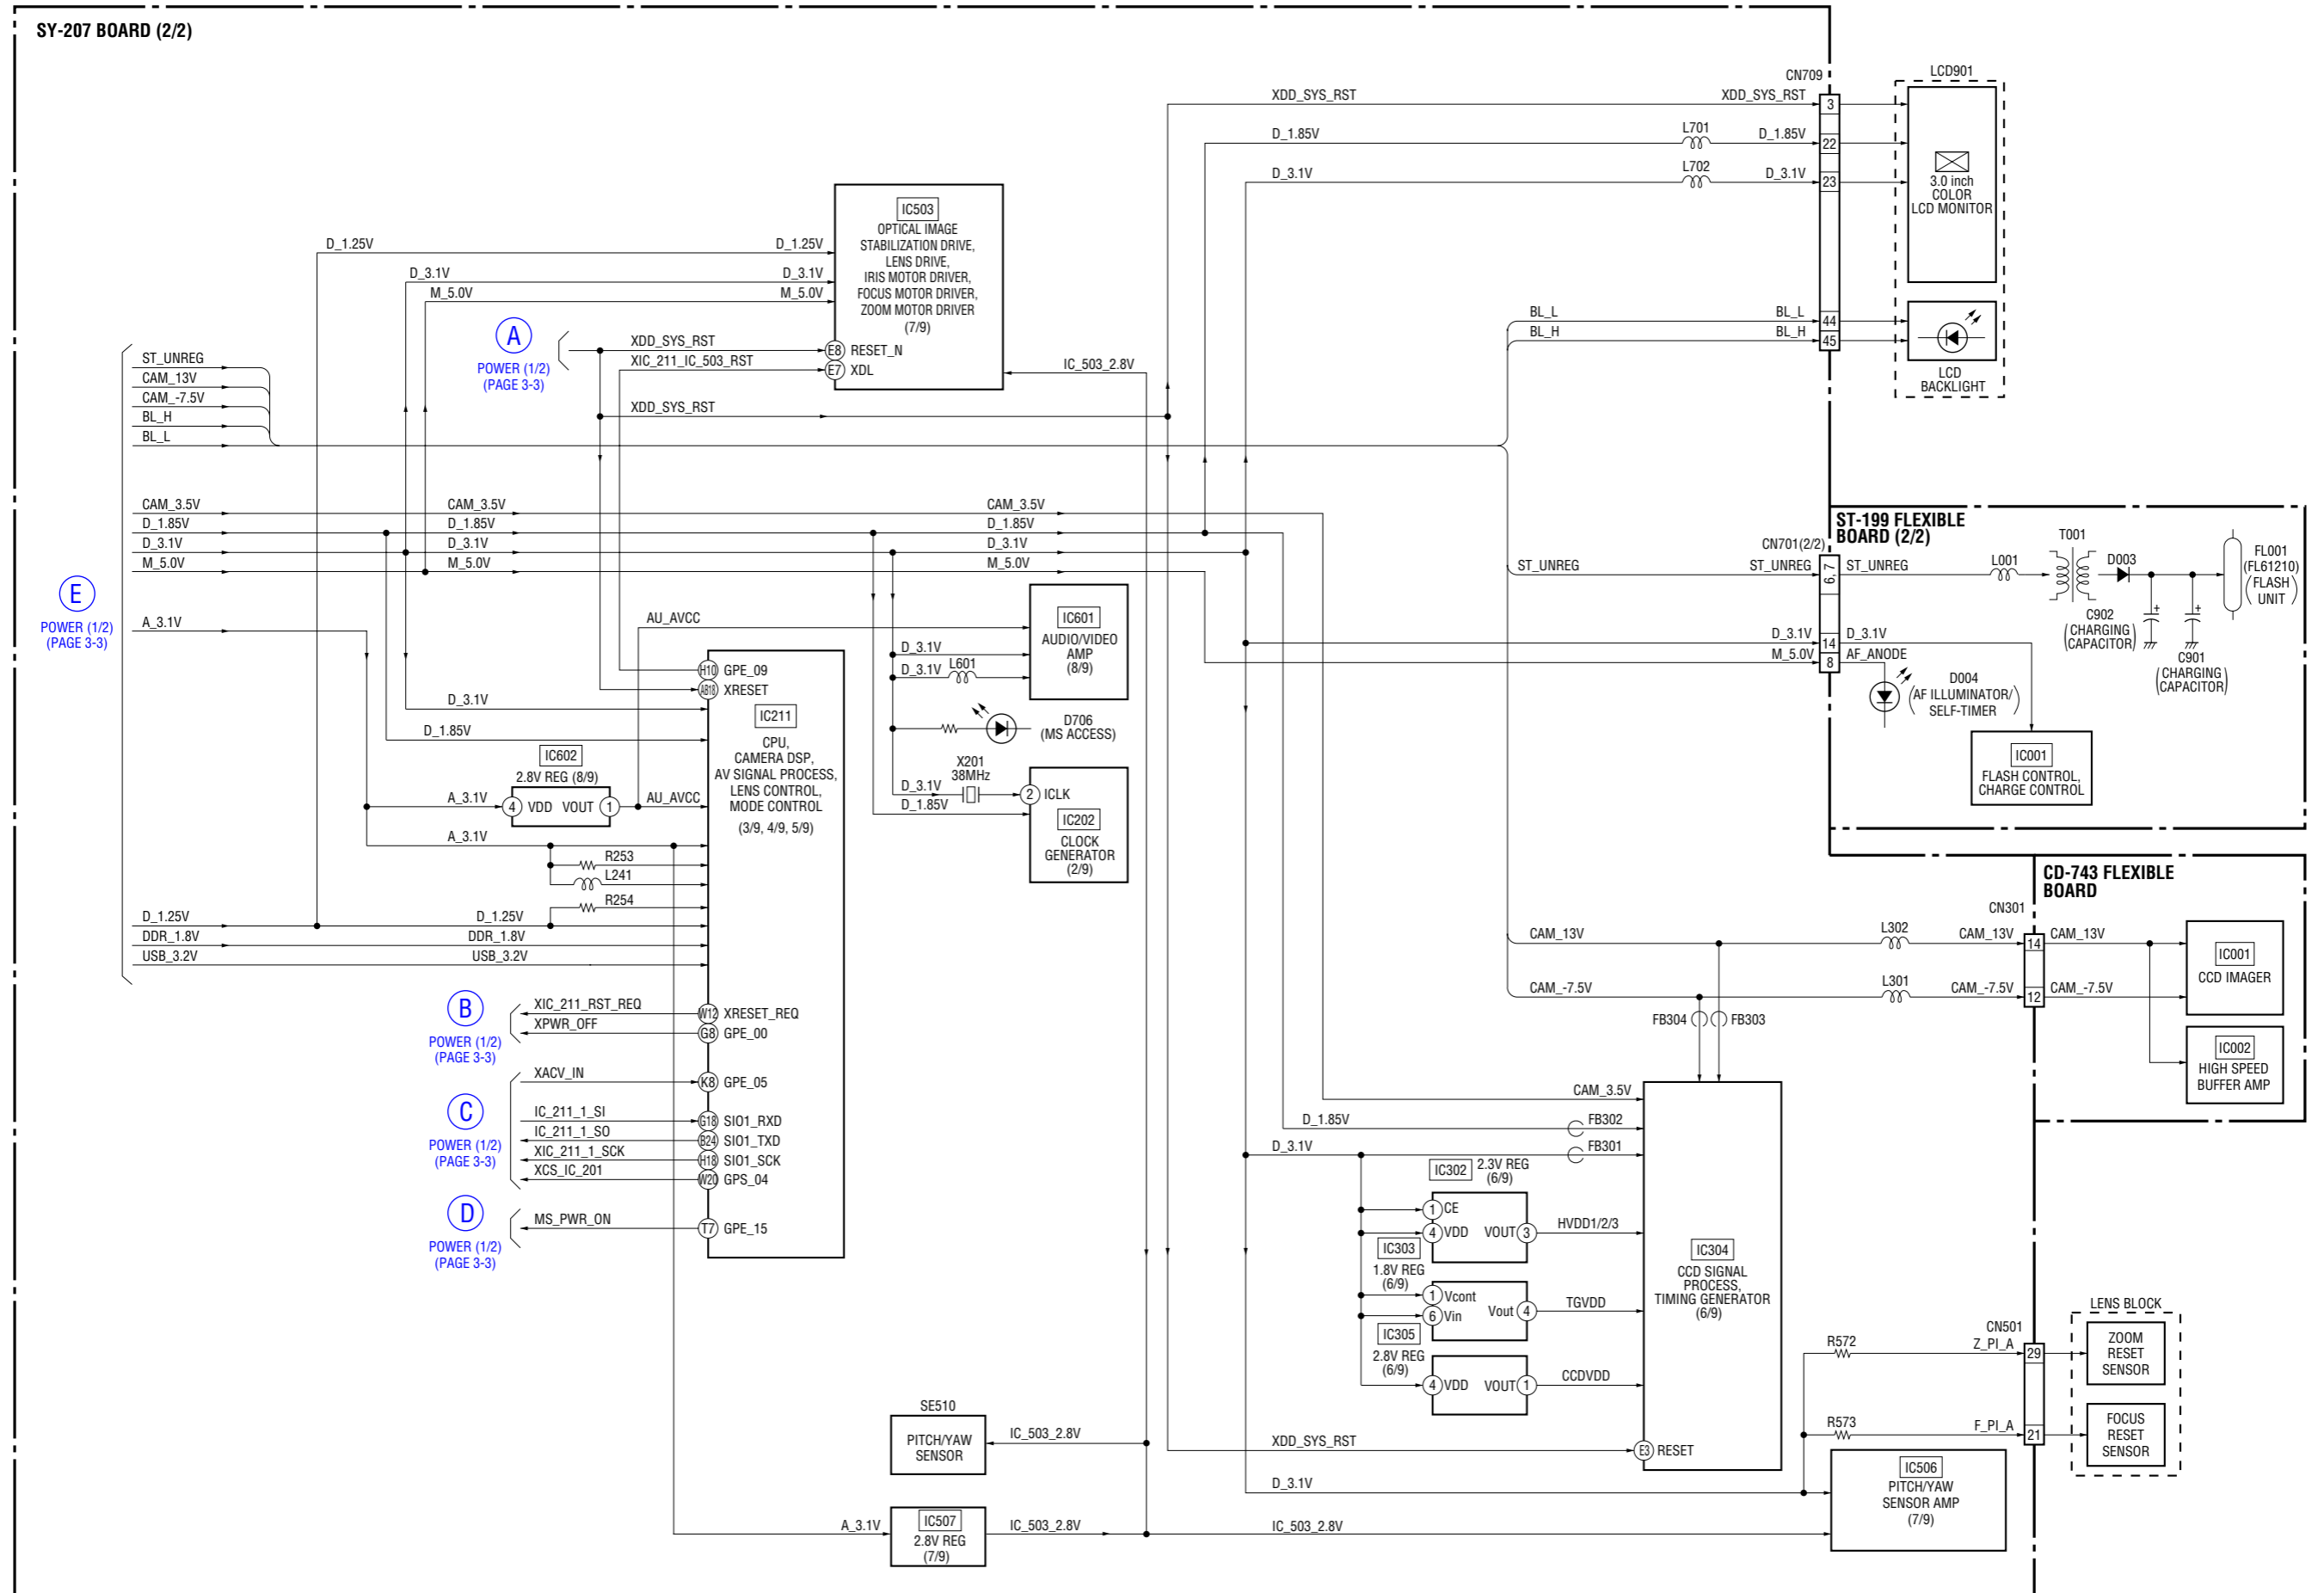 SY-207 BOARD (2/2)
CN709
LCD901
XDD_SYS_RST
XDD_SYS_RST
3
D_1.85V
L701
D_1.85V
22
D_3.1V
L702
D_3.1V
23
3.0 inch
COLOR
LCD MONITOR
BL_L
BL_L
44
BL_H
BL_H
45
LCD
BACKLIGHT
IC503
OPTICAL IMAGE
STABILIZATION DRIVE,
LENS DRIVE,
IRIS MOTOR DRIVER,
FOCUS MOTOR DRIVER,
ZOOM MOTOR DRIVER
(7/9)
D_1.25V
D_1.25V
D_3.1V
D_3.1V
M_5.0V
M_5.0V
A
POWER (1/2)
(PAGE 3-3)
XDD_SYS_RST
E8
RESET_N
XIC_211_IC_503_RST
E7
XDL
IC_503_2.8V
XDD_SYS_RST
ST_UNREG
CAM_13V
CAM_-7.5V
BL_H
BL_L
CAM_3.5V
CAM_3.5V
CAM_3.5V
D_1.85V
D_1.85V
D_1.85V
D_3.1V
D_3.1V
D_3.1V
M_5.0V
M_5.0V
M_5.0V
E
POWER (1/2)
(PAGE 3-3)
A_3.1V
ST-199 FLEXIBLE
BOARD (2/2)
CN701(2/2)
ST_UNREG
ST_UNREG
6, 7
ST_UNREG
L001
T001
D003
FL001
(FL61210)
(FLASH
UNIT)
C902
(CHARGING
CAPACITOR)
C901
(CHARGING
CAPACITOR)
D_3.1V
14
D_3.1V
M_5.0V
8
AF_ANODE
D004
(AF ILLUMINATOR/
SELF-TIMER)
IC001
FLASH CONTROL,
CHARGE CONTROL
AU_AVCC
IC601
AUDIO/VIDEO
AMP
(8/9)
D_3.1V
D_3.1V
L601
D706
(MS ACCESS)
X201
38MHz
D_3.1V
2
ICLK
D_1.85V
IC202
CLOCK
GENERATOR
(2/9)
H10
GPE_09
AB18
XRESET
D_3.1V
D_1.85V
IC211
CPU,
CAMERA DSP,
AV SIGNAL PROCESS,
LENS CONTROL,
MODE CONTROL
(3/9, 4/9, 5/9)
IC602
2.8V REG (8/9)
A_3.1V
4
VDD
VOUT
1
AU_AVCC
A_3.1V
R253
L241
R254
D_1.25V
D_1.25V
DDR_1.8V
DDR_1.8V
USB_3.2V
USB_3.2V
B
POWER (1/2)
(PAGE 3-3)
XIC_211_RST_REQ
W12
XRESET_REQ
XPWR_OFF
G8
GPE_00
C
POWER (1/2)
(PAGE 3-3)
XACV_IN
K8
GPE_05
IC_211_1_SI
G18
SIO1_RXD
IC_211_1_SO
B24
SIO1_TXD
XIC_211_1_SCK
H18
SIO1_SCK
XCS_IC_201
W20
GPS_04
D
POWER (1/2)
(PAGE 3-3)
MS_PWR_ON
T7
GPE_15
CD-743 FLEXIBLE
BOARD
CN301
CAM_13V
L302
CAM_13V
14
CAM_13V
CAM_-7.5V
L301
CAM_-7.5V
12
CAM_-7.5V
IC001
CCD IMAGER
IC002
HIGH SPEED
BUFFER AMP
FB304
FB303
CAM_3.5V
D_1.85V
FB302
D_3.1V
FB301
IC302
2.3V REG
(6/9)
1
CE
4
VDD
VOUT
3
HVDD1/2/3
IC303
1.8V REG
(6/9)
1
Vcont
6
Vin
Vout
4
TGVDD
IC305
2.8V REG
(6/9)
4
VDD
VOUT
1
CCDVDD
IC304
CCD SIGNAL
PROCESS,
TIMING GENERATOR
(6/9)
XDD_SYS_RST
E3
RESET
D_3.1V
CN501
LENS BLOCK
R572
Z_PI_A
29
ZOOM
RESET
SENSOR
R573
F_PI_A
21
FOCUS
RESET
SENSOR
IC506
PITCH/YAW
SENSOR AMP
(7/9)
SE510
PITCH/YAW
SENSOR
IC_503_2.8V
A_3.1V
IC507
2.8V REG
(7/9)
IC_503_2.8V
IC_503_2.8V